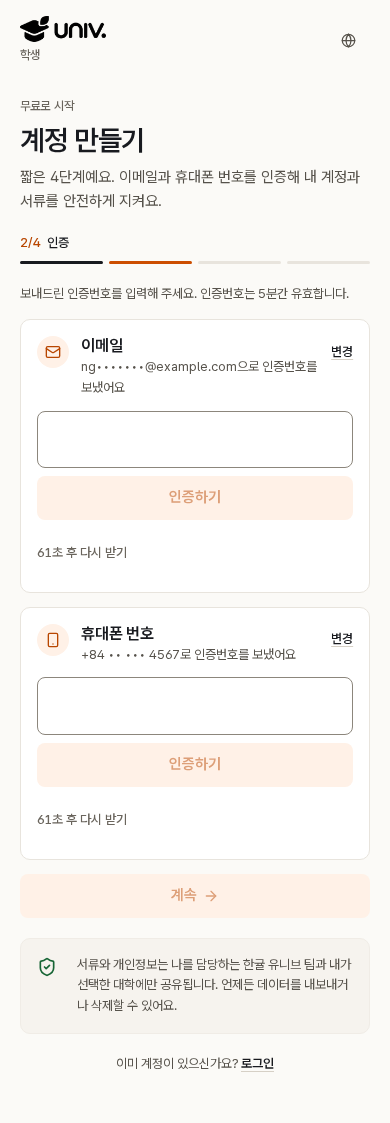 UNIV.
학생
무료로 시작
계정 만들기
짧은 4단계예요. 이메일과 휴대폰 번호를 인증해 내 계정과
서류를 안전하게 지켜요.
2/4 인증
보내드린 인증번호를 입력해 주세요. 인증번호는 5분간 유효합니다.
이메일
변경
ng•••••••@example.com으로 인증번호를
보냈어요
인증하기
61초 후 다시 받기
휴대폰 번호
변경
+84 •• ••• 4567로 인증번호를 보냈어요
인증하기
61초 후 다시 받기
계속 →
서류와 개인정보는 나를 담당하는 한귤 유니브 팀과 내가
선택한 대학에만 공유됩니다. 언제든 데이터를 내보내거
나 삭제할 수 있어요.
이미 계정이 있으신가요? 로그인